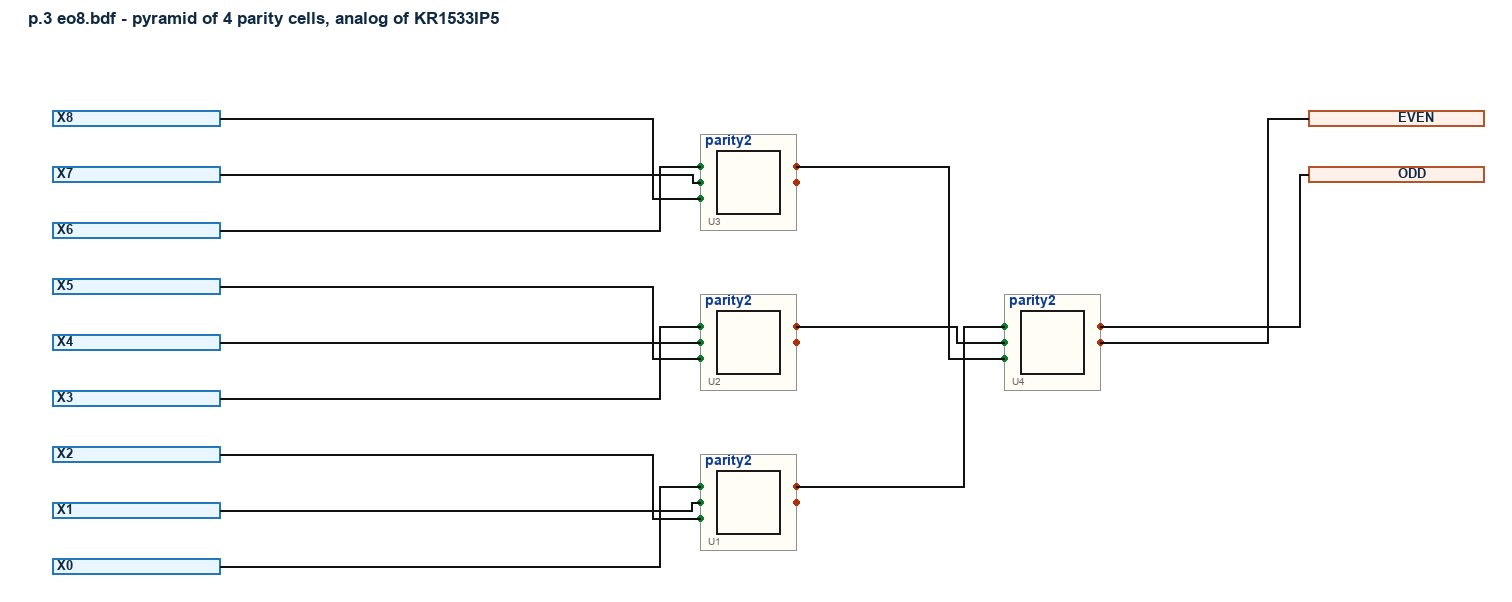 p.3 eo8.bdf - pyramid of 4 parity cells, analog of KR1533IP5
X8
EVEN
parity2
X7
ODD
U3
X6
X5
parity2
parity2
X4
U2
U4
X3
X2
parity2
X1
U1
X0